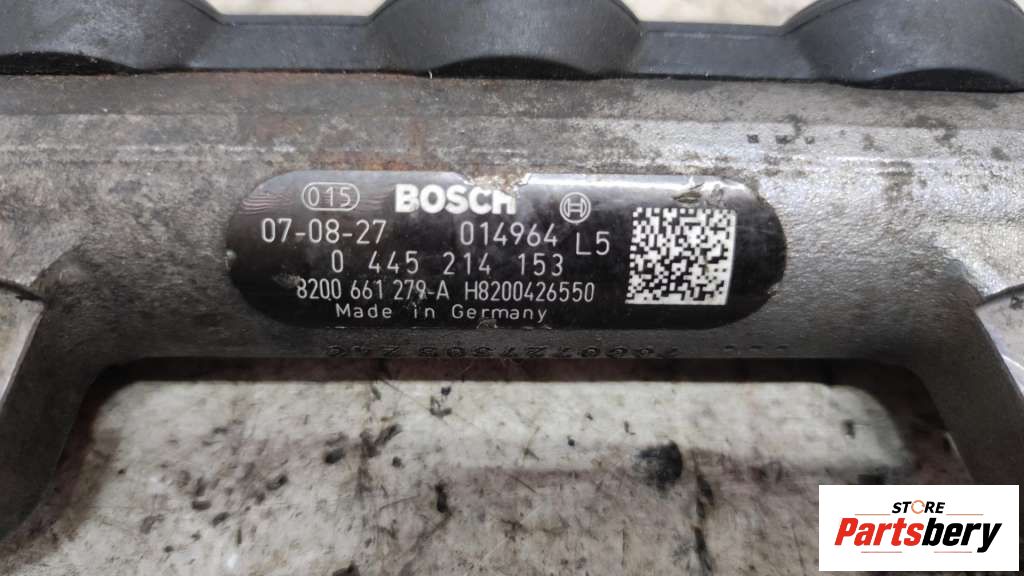 015 BOSCH
07-08-27 014964 L5
0 445 214 153
8200 661 279-A H8200426550
Made in Germany
STORE
Partsbery